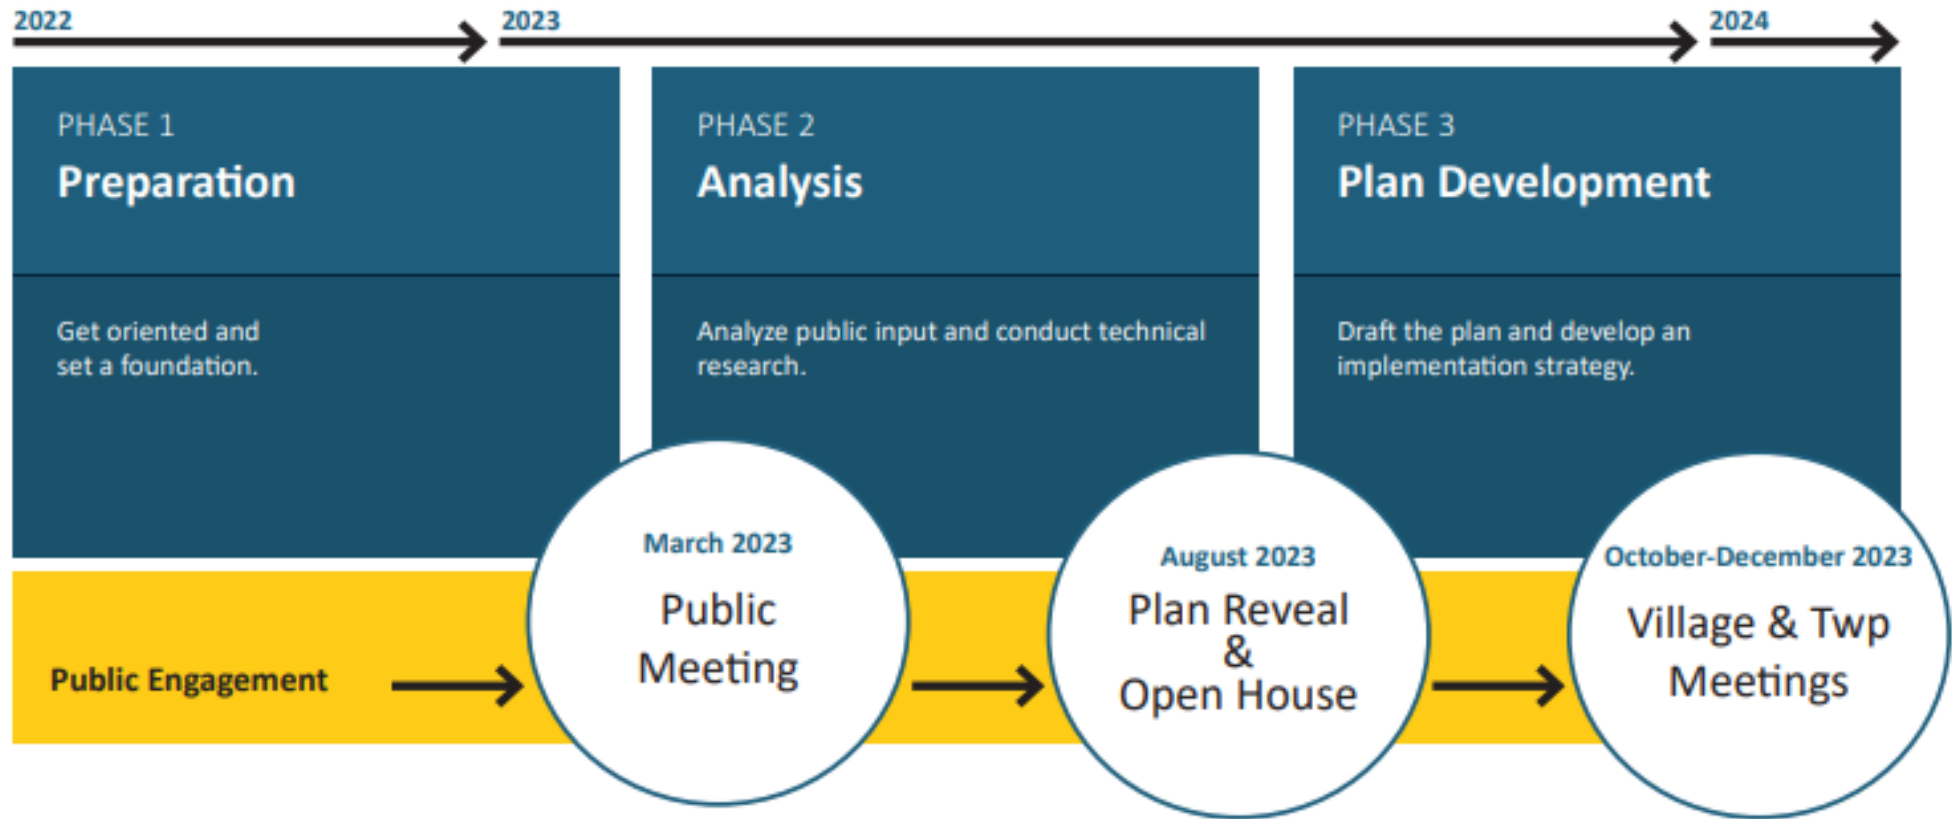 2022
2023
2024
PHASE 1
Preparation
Get oriented and
set a foundation.
PHASE 2
Analysis
Analyze public input and conduct technical
research.
PHASE 3
Plan Development
Draft the plan and develop an
implementation strategy.
Public Engagement
March 2023
Public
Meeting
August 2023
Plan Reveal
&
Open House
October-December 2023
Village & Twp
Meetings